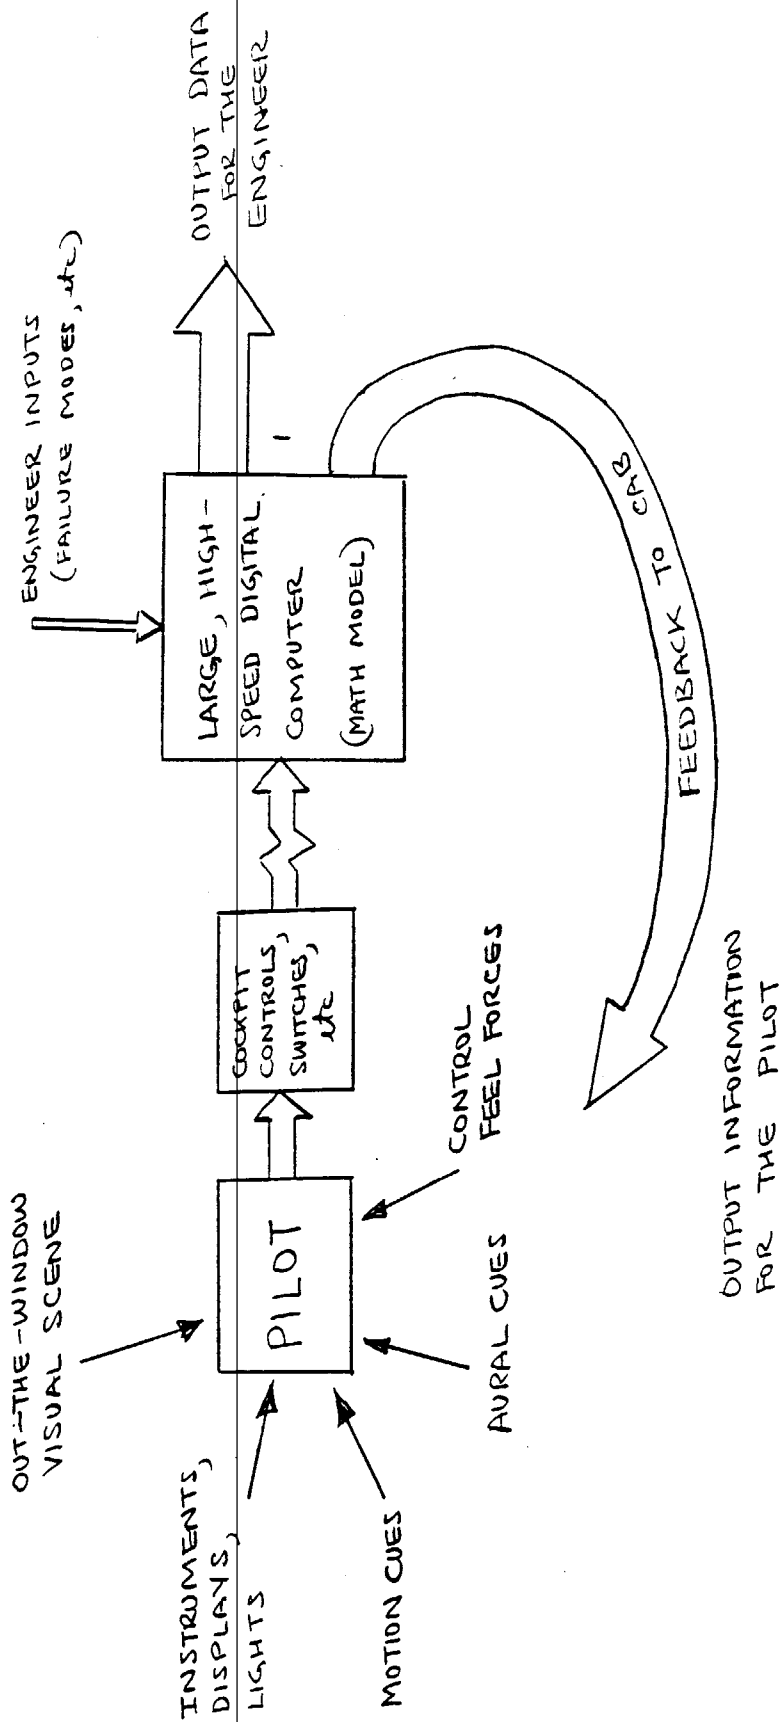 OUT-THE-WINDOW
VISUAL SCENE
INSTRUMENTS,
DISPLAYS,
LIGHTS
MOTION CUES
AURAL CUES
CONTROL
FEEL FORCES
PILOT
COCKPIT
CONTROLS,
SWITCHES,
etc
ENGINEER INPUTS
(FAILURE MODES, etc)
LARGE, HIGH-
SPEED DIGITAL.
COMPUTER
(MATH MODEL)
OUTPUT DATA
FOR THE
ENGINEER
FEEDBACK TO CAB
OUTPUT INFORMATION
FOR THE PILOT